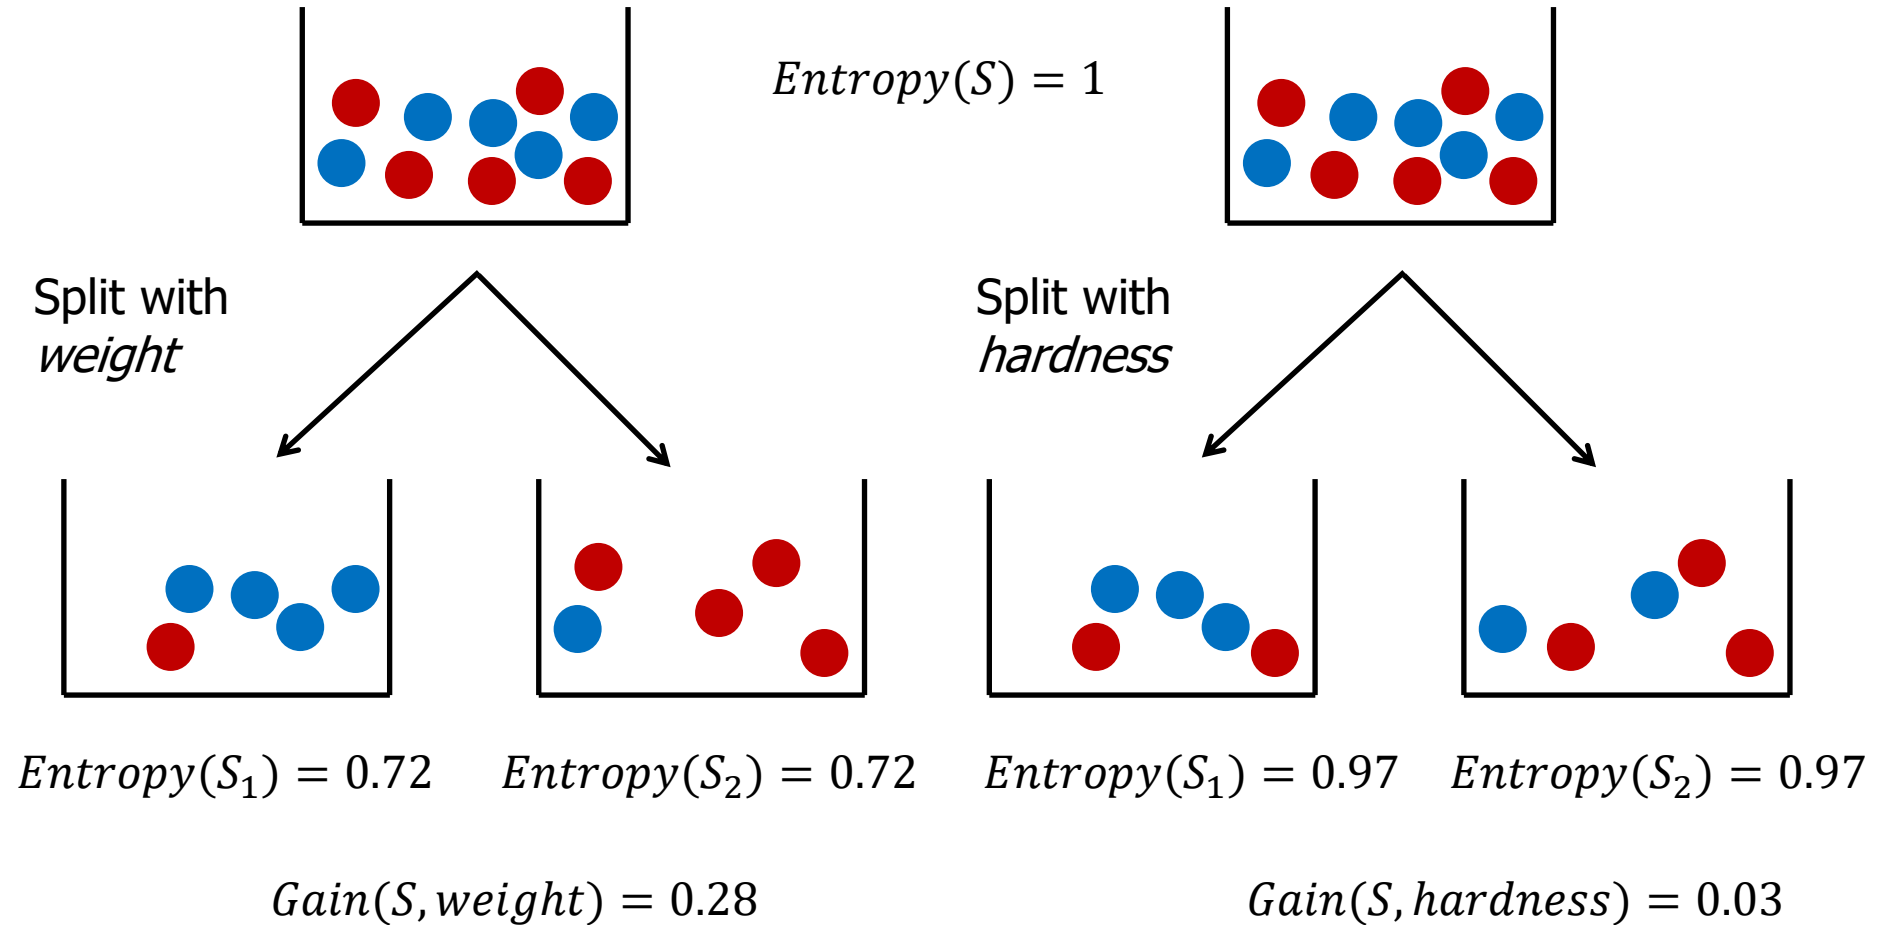 Entropy(S) = 1
Split with
weight
Split with
hardness
Entropy(S₁) = 0.72
Entropy(S₂) = 0.72
Entropy(S₁) = 0.97
Entropy(S₂) = 0.97
Gain(S, weight) = 0.28
Gain(S, hardness) = 0.03